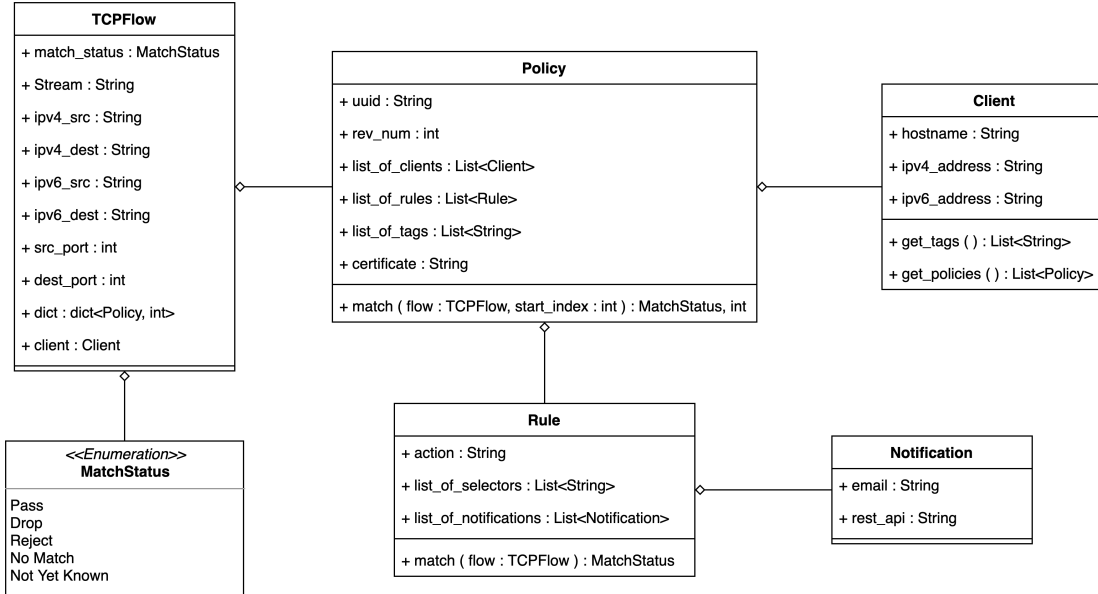 TCPFlow
+ match_status : MatchStatus
+ Stream : String
+ ipv4_src : String
+ ipv4_dest : String
+ ipv6_src : String
+ ipv6_dest : String
+ src_port : int
+ dest_port : int
+ dict : dict<Policy, int>
+ client : Client
<<Enumeration>>
MatchStatus
Pass
Drop
Reject
No Match
Not Yet Known
Policy
+ uuid : String
+ rev_num : int
+ list_of_clients : List<Client>
+ list_of_rules : List<Rule>
+ list_of_tags : List<String>
+ certificate : String
+ match ( flow : TCPFlow, start_index : int ) : MatchStatus, int
Rule
+ action : String
+ list_of_selectors : List<String>
+ list_of_notifications : List<Notification>
+ match ( flow : TCPFlow ) : MatchStatus
Client
+ hostname : String
+ ipv4_address : String
+ ipv6_address : String
+ get_tags ( ) : List<String>
+ get_policies ( ) : List<Policy>
Notification
+ email : String
+ rest_api : String